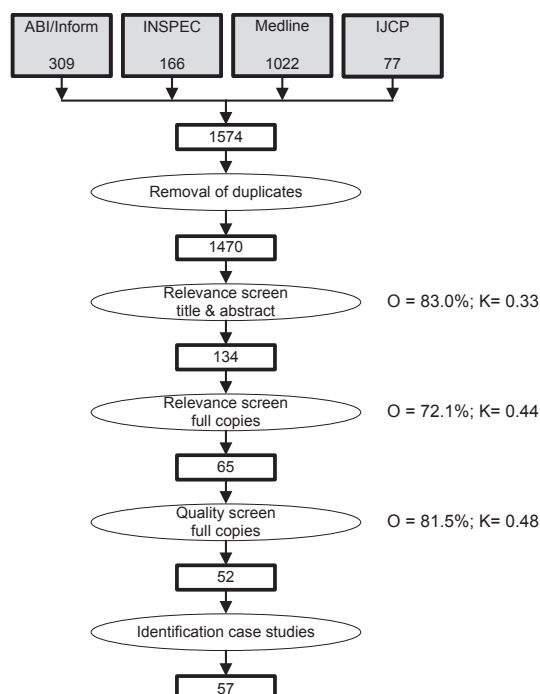 ABI/Inform INSPEC Medline IJCP
309 166 1022 77
1574
Removal of duplicates
1470
Relevance screen
title & abstract
O = 83.0%; K= 0.33
134
Relevance screen
full copies
O = 72.1%; K= 0.44
65
Quality screen
full copies
O = 81.5%; K= 0.48
52
Identification case studies
57